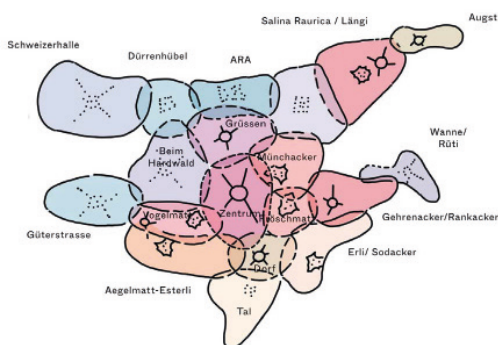 Augst
Salina Raurica / Längi
Schweizerhalle
Dürrenhübel
ARA
Grüssen
Wanne/
Rüti
Beim
Hardwald
Münchacker
Vogelmatt
Zentrum
Fröschmatt
Gehrenacker/Rankacker
Güterstrasse
Erli/ Sodacker
Dorf
Aegelmatt-Esterli
Tal